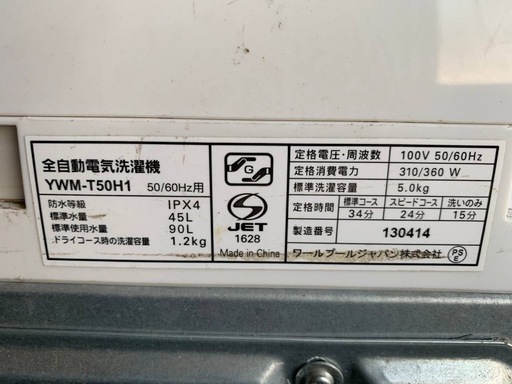 全自動電気洗濯機
YWM-T50H1 50/60Hz用
防水等級 IPX4
標準水量 45L
標準使用水量 90L
ドライコース時の洗濯容量 1.2kg
G
S
JET
1628
Made in China
定格電圧・周波数 100V 50/60Hz
定格消費電力 310/360 W
標準洗濯容量 5.0kg
定格時間 標準コース スピードコース 洗いのみ
34分 24分 15分
製造番号 130414
ワールプールジャパン株式会社 PS E